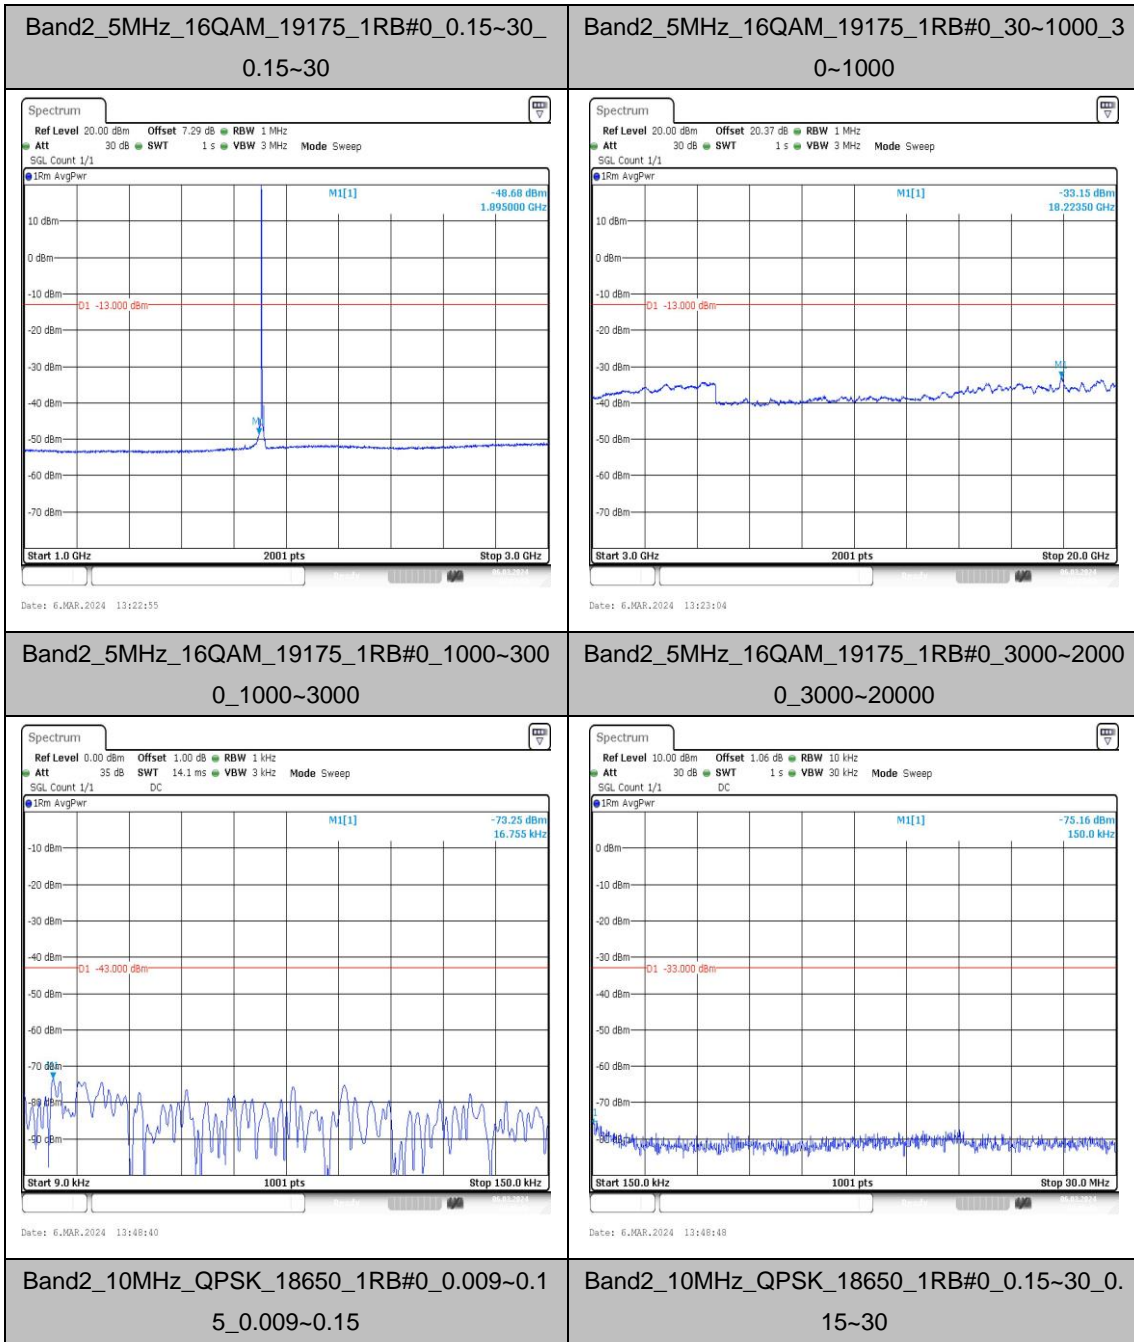 Band2_5MHz_16QAM_19175_1RB#0_0.15~30_
0.15~30
Band2_5MHz_16QAM_19175_1RB#0_30~1000_3
0~1000
Spectrum
Ref Level 20.00 dBm Offset 7.29 dB RBW 1 MHz
Att 30 dB SWT 1 s VBW 3 MHz Mode Sweep
SGL Count 1/1
1Rm AvgPwr
M1[1] -48.68 dBm
1.895000 GHz
10 dBm
0 dBm
-10 dBm
D1 -13.000 dBm
-20 dBm
-30 dBm
-40 dBm
-50 dBm
-60 dBm
-70 dBm
Start 1.0 GHz 2001 pts Stop 3.0 GHz
Date: 6.MAR.2024 13:22:55
Spectrum
Ref Level 20.00 dBm Offset 20.37 dB RBW 1 MHz
Att 30 dB SWT 1 s VBW 3 MHz Mode Sweep
SGL Count 1/1
1Rm AvgPwr
M1[1] -33.15 dBm
18.22350 GHz
10 dBm
0 dBm
-10 dBm
D1 -13.000 dBm
-20 dBm
-30 dBm
M1
-40 dBm
-50 dBm
-60 dBm
-70 dBm
Start 3.0 GHz 2001 pts Stop 20.0 GHz
Date: 6.MAR.2024 13:23:04
Band2_5MHz_16QAM_19175_1RB#0_1000~300
0_1000~3000
Band2_5MHz_16QAM_19175_1RB#0_3000~2000
0_3000~20000
Spectrum
Ref Level 0.00 dBm Offset 1.00 dB RBW 1 kHz
Att 35 dB SWT 14.1 ms VBW 3 kHz Mode Sweep
SGL Count 1/1 DC
1Rm AvgPwr
M1[1] -73.25 dBm
16.755 kHz
-10 dBm
-20 dBm
-30 dBm
-40 dBm
D1 -43.000 dBm
-50 dBm
-60 dBm
-70 dBm
-80 dBm
-90 dBm
Start 9.0 kHz 1001 pts Stop 150.0 kHz
Date: 6.MAR.2024 13:48:40
Spectrum
Ref Level 10.00 dBm Offset 1.06 dB RBW 10 kHz
Att 30 dB SWT 1 s VBW 30 kHz Mode Sweep
SGL Count 1/1 DC
1Rm AvgPwr
M1[1] -75.16 dBm
150.0 kHz
0 dBm
-10 dBm
-20 dBm
-30 dBm
D1 -33.000 dBm
-40 dBm
-50 dBm
-60 dBm
-70 dBm
-80 dBm
Start 150.0 kHz 1001 pts Stop 30.0 MHz
Date: 6.MAR.2024 13:48:48
Band2_10MHz_QPSK_18650_1RB#0_0.009~0.1
5_0.009~0.15
Band2_10MHz_QPSK_18650_1RB#0_0.15~30_0.
15~30